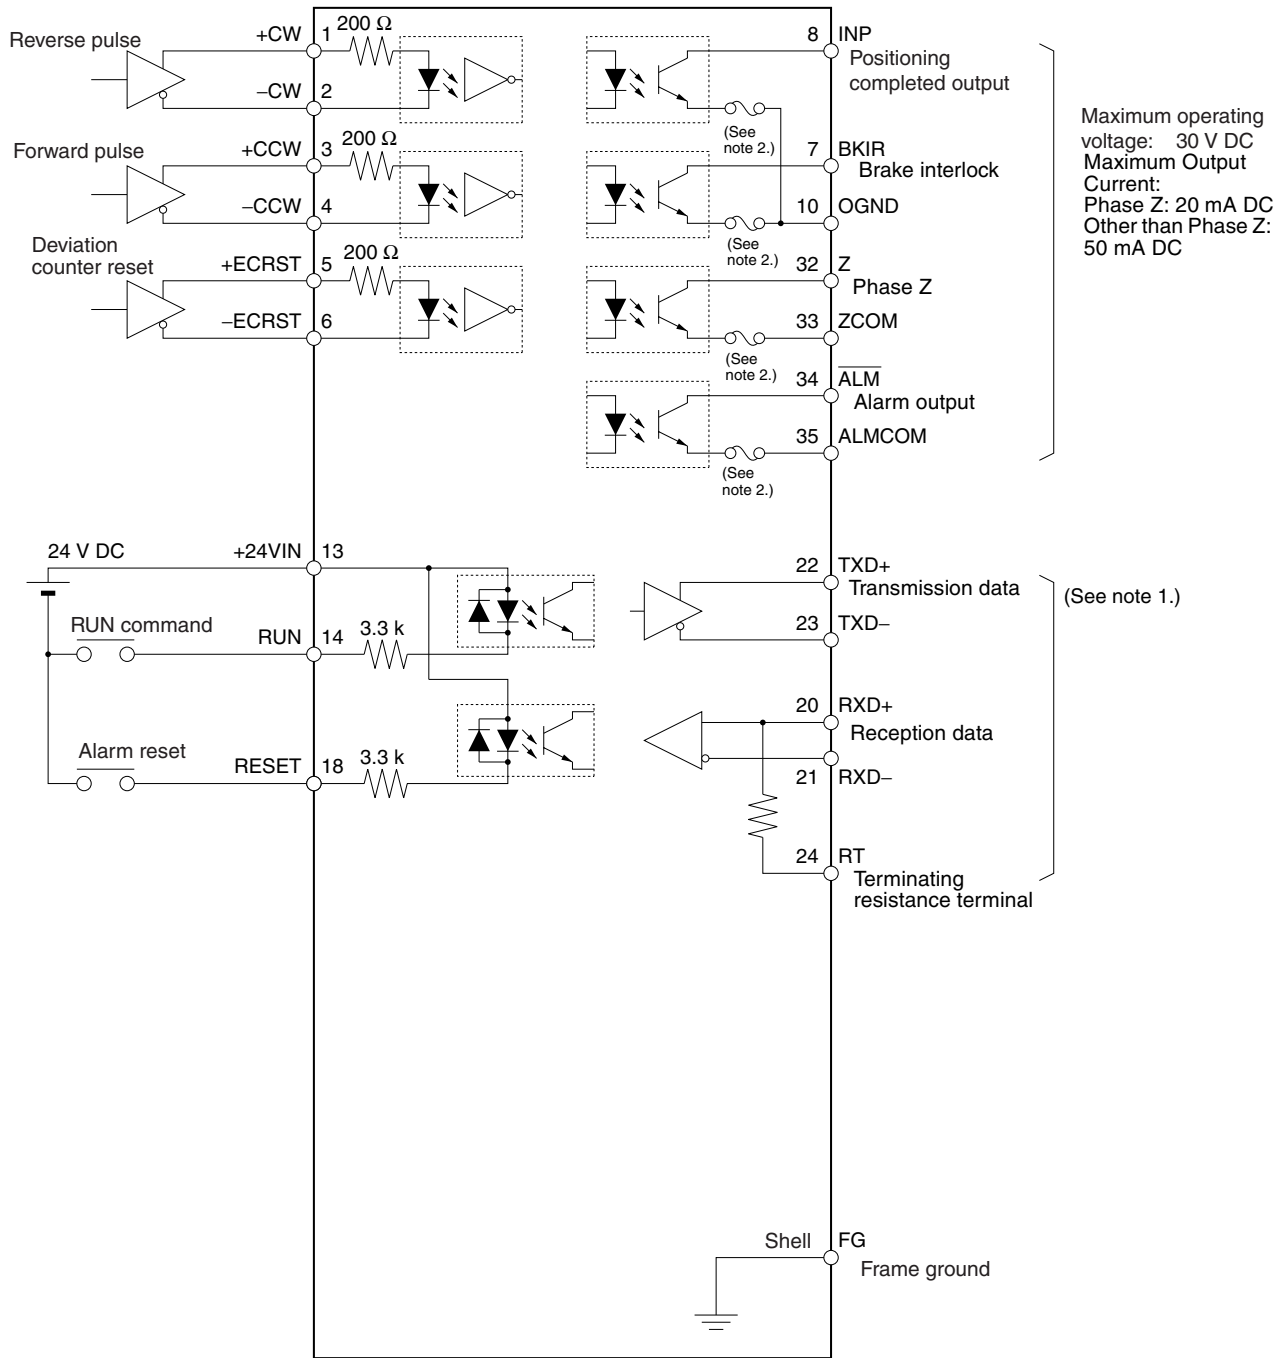 Reverse pulse
+CW 1 200 Ω
−CW 2
Forward pulse
+CCW 3 200 Ω
−CCW 4
Deviation
counter reset
+ECRST 5 200 Ω
−ECRST 6
8 INP
Positioning
completed output
(See
note 2.)
7 BKIR
Brake interlock
10 OGND
(See
note 2.)
32 Z
Phase Z
33 ZCOM
(See
note 2.)
34 ALM
Alarm output
35 ALMCOM
(See
note 2.)
Maximum operating
voltage: 30 V DC
Maximum Output
Current:
Phase Z: 20 mA DC
Other than Phase Z:
50 mA DC
24 V DC
+24VIN 13
RUN command
RUN 14 3.3 k
Alarm reset
RESET 18 3.3 k
22 TXD+
Transmission data
23 TXD−
(See note 1.)
20 RXD+
Reception data
21 RXD−
24 RT
Terminating
resistance terminal
Shell FG
Frame ground